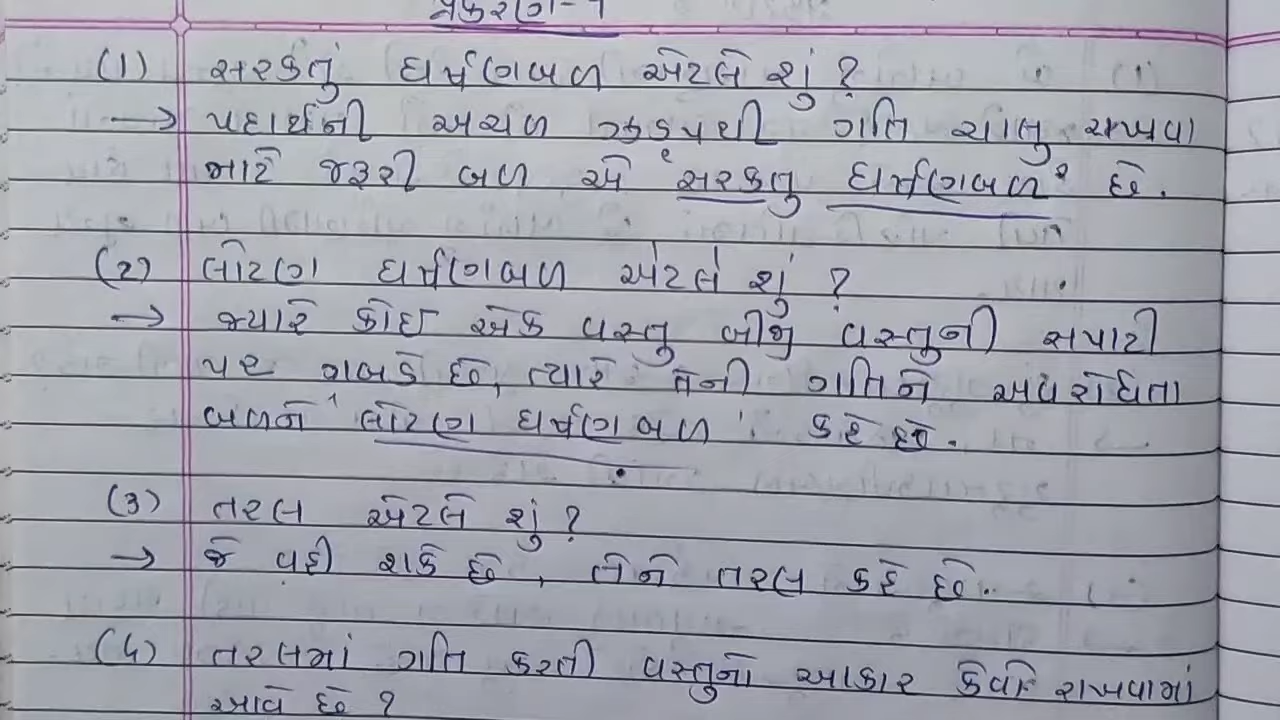 પ્રકરણ - 9
(1) સરકતું ઘર્ષણબળ એટલે શું ?
→ પદાર્થની અચળ ઝડપથી ગતિ ચાલુ રાખવા
માટે જરૂરી બળ એ 'સરકતુ ઘર્ષણબળ' છે.
(2) લોટણ ઘર્ષણબળ એટલે શું ?
→ જ્યારે કોઈ એક વસ્તુ બીજી વસ્તુની સપાટી
પર ગબડે છે, ત્યારે તેની ગતિને અવરોધતા
બળને 'લોટણ ઘર્ષણબળ' કહે છે.
(3) તરલ એટલે શું ?
→ જે વહી શકે છે, તેને તરલ કહે છે.
(4) તરલમાં ગતિ કરતી વસ્તુનો આકાર કેવો રાખવામાં
આવે છે ?